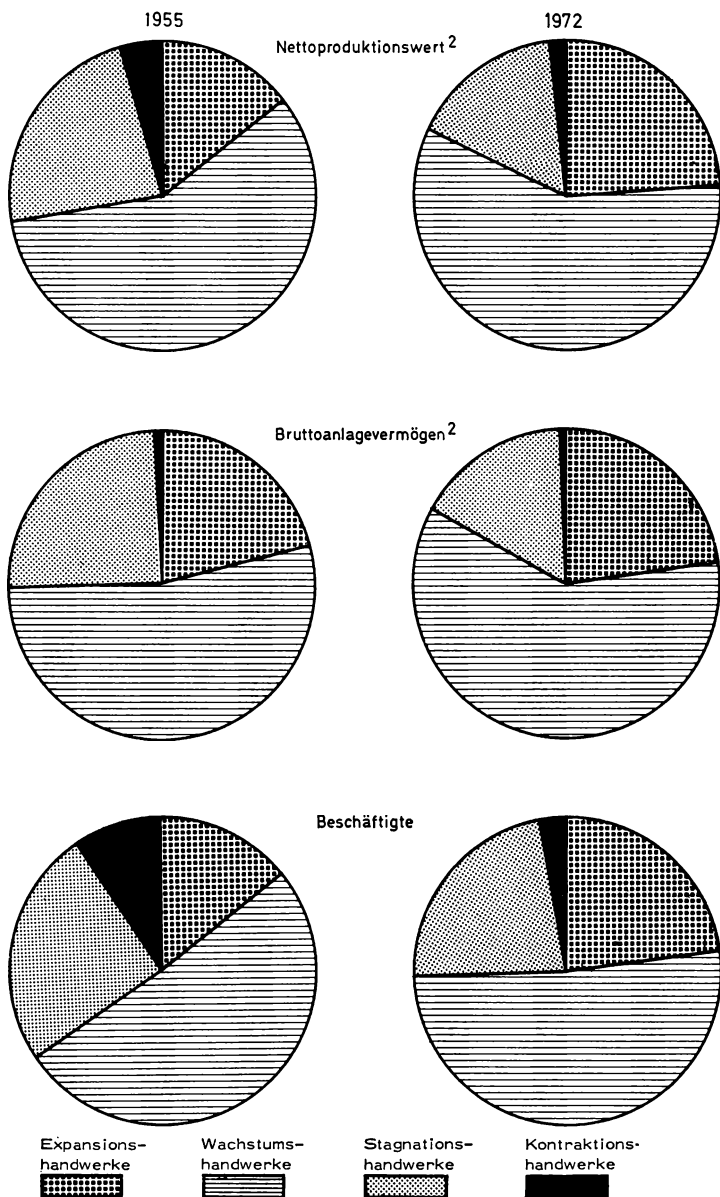 1955 1972
Nettoproduktionswert 2
Bruttoanlagevermögen 2
Beschäftigte
Expansions- Wachstums- Stagnations- Kontraktions-
handwerke handwerke handwerke handwerke